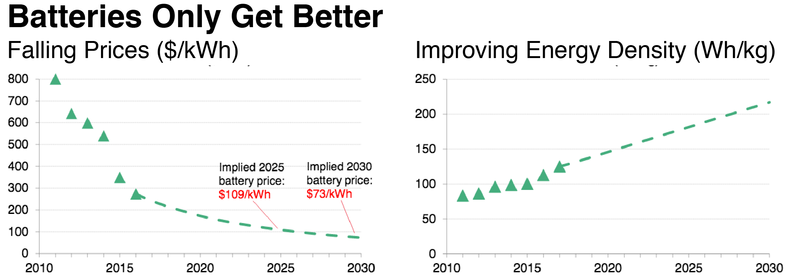 Batteries Only Get Better
Falling Prices ($/kWh)
800
700
600
500
400
300
200
100
0
2010
2015
2020
2025
2030
Implied 2025
battery price:
$109/kWh
Implied 2030
battery price:
$73/kWh
Improving Energy Density (Wh/kg)
250
200
150
100
50
0
2010
2015
2020
2025
2030